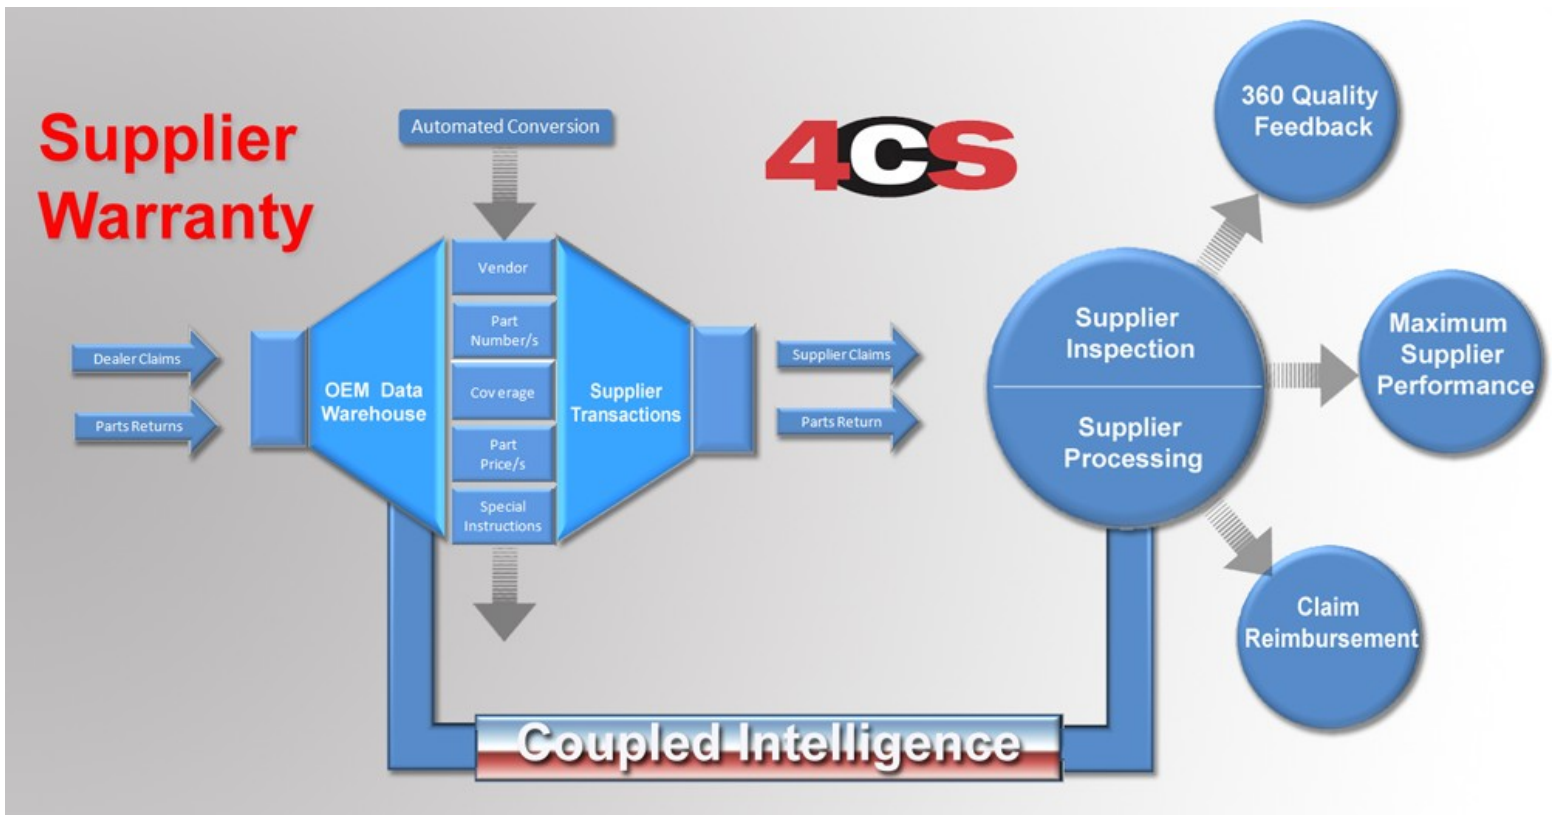 Supplier
Warranty
Automated Conversion
4CS
360 Quality
Feedback
Vendor
Part
Number/s
Coverage
Part
Price/s
Special
Instructions
Dealer Claims
Parts Returns
OEM Data
Warehouse
Supplier
Transactions
Supplier Claims
Parts Return
Supplier
Inspection
Supplier
Processing
Maximum
Supplier
Performance
Claim
Reimbursement
Coupled Intelligence